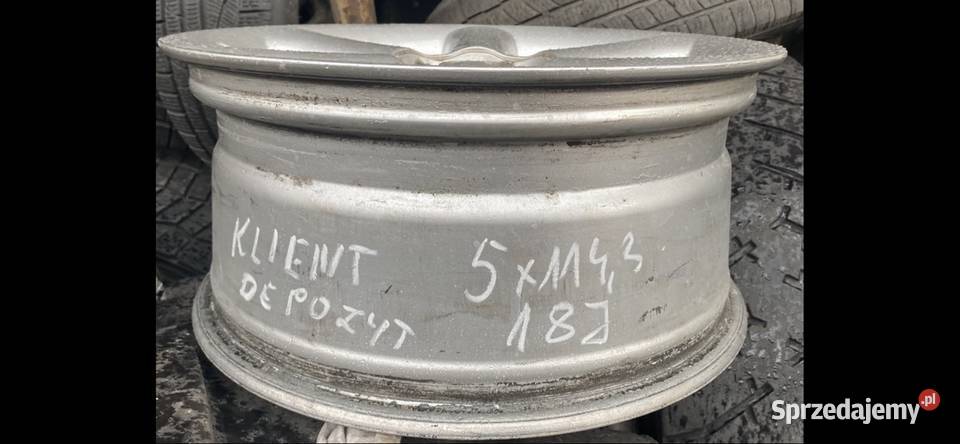 KLIENT
DEPOZYT
5x114,3
18J
Sprzedajemy.pl